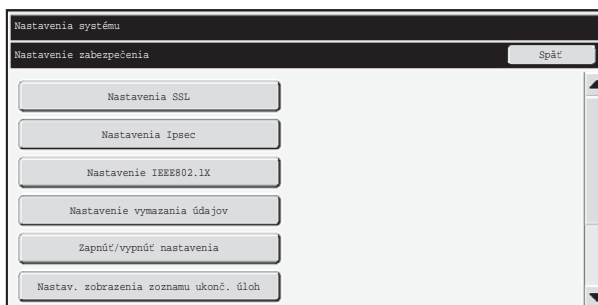 Nastavenia systému
Nastavenie zabezpečenia
Späť
Nastavenia SSL
Nastavenia Ipsec
Nastavenie IEEE802.1X
Nastavenie vymazania údajov
Zapnúť/vypnúť nastavenia
Nastav. zobrazenia zoznamu ukonč. úloh